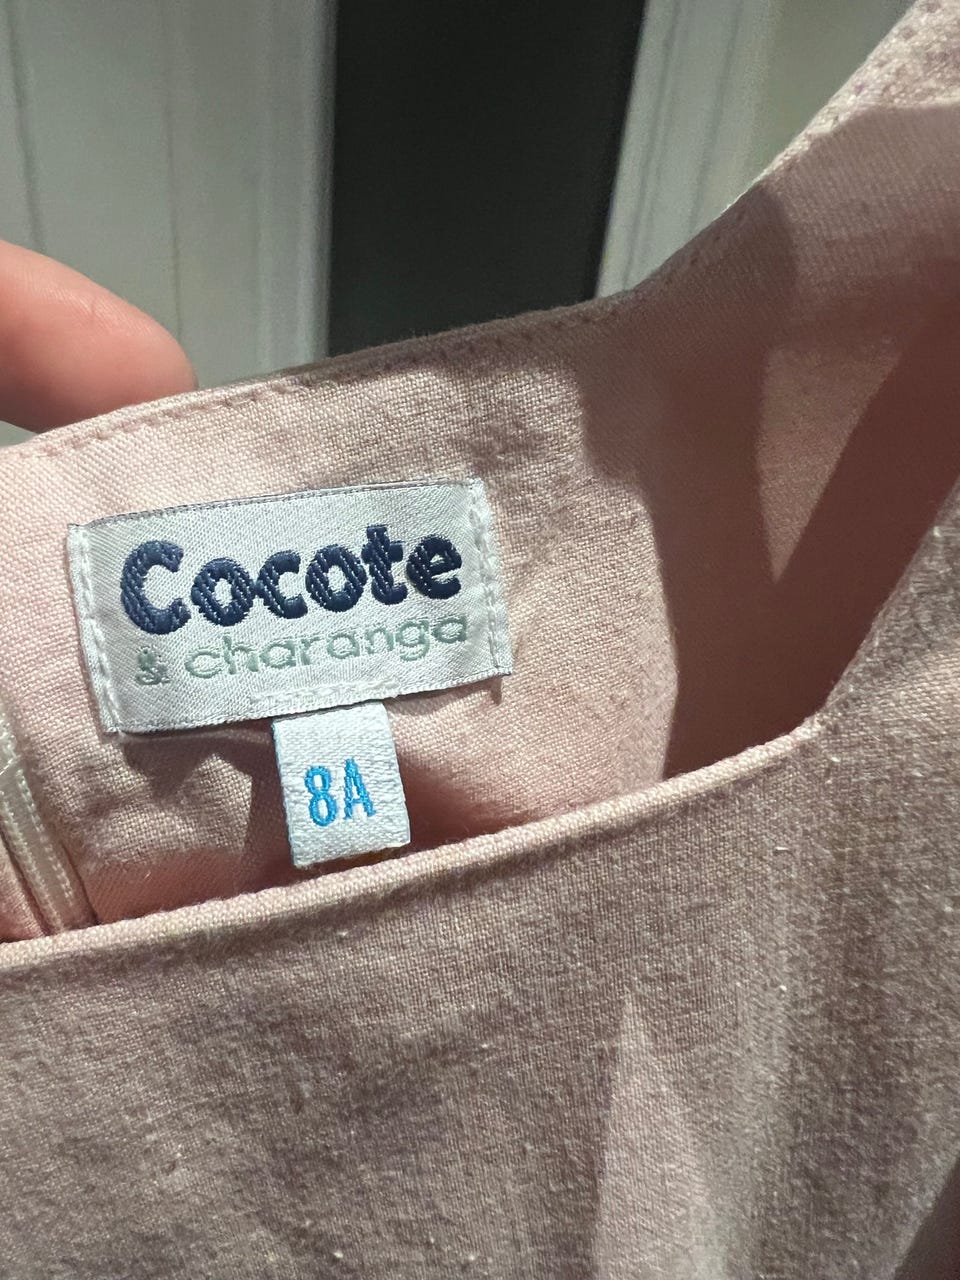 Cocote
& charanga
8A